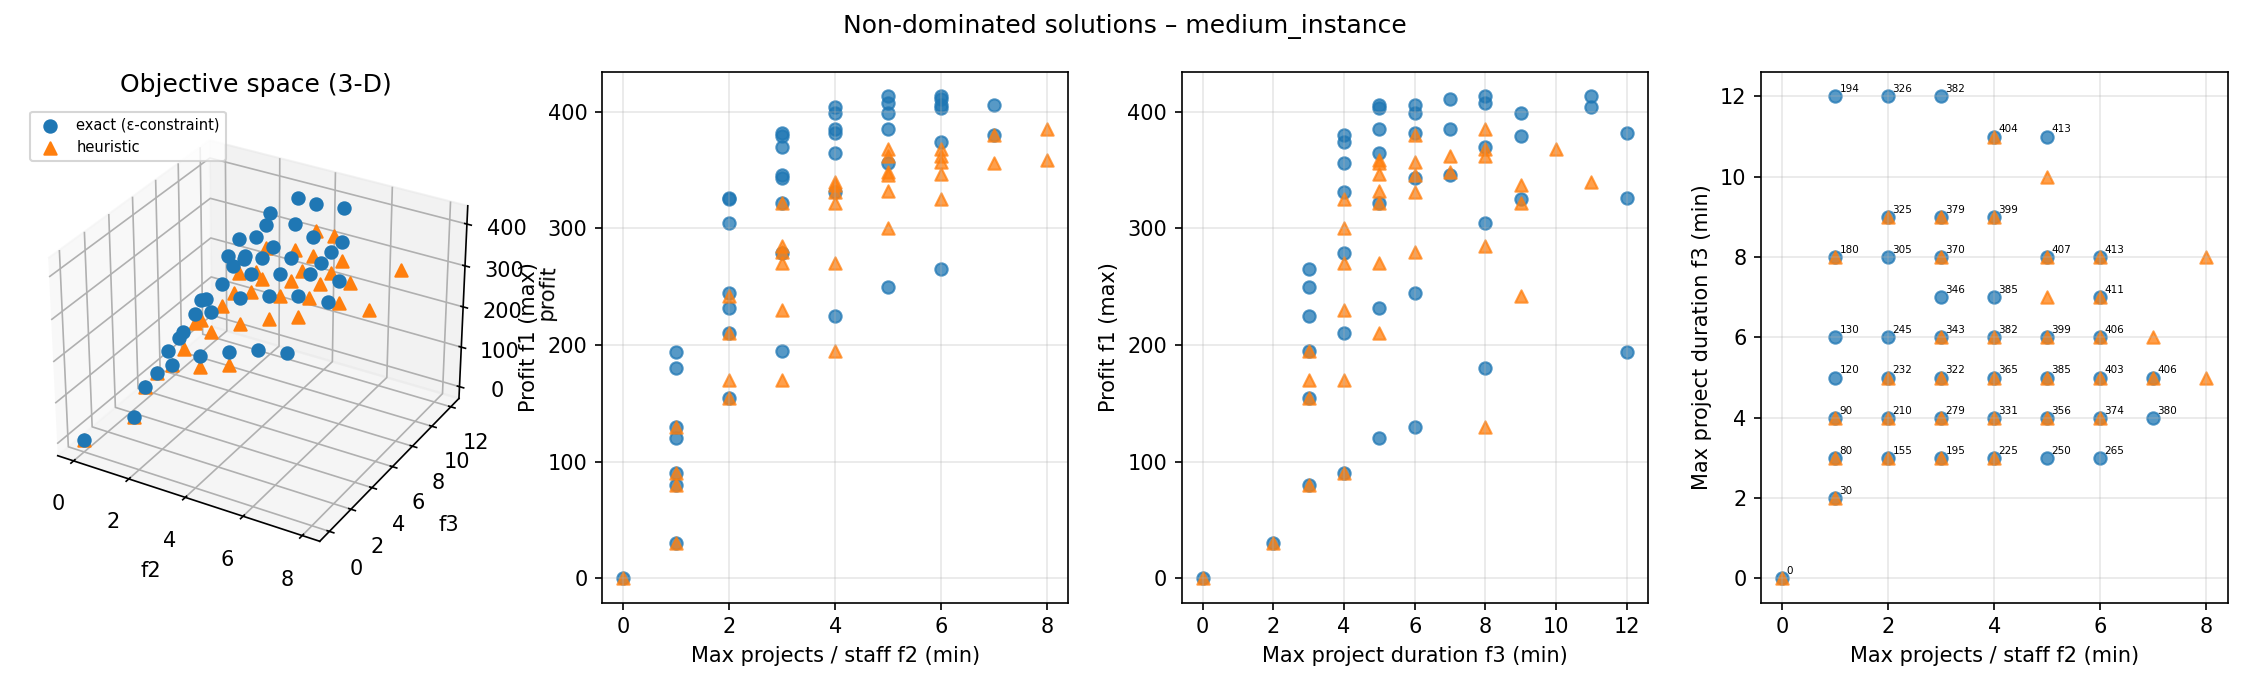 Non-dominated solutions – medium_instance
Objective space (3-D)
exact (ε-constraint)
heuristic
0
2
4
6
8
f2
0
2
4
6
8
10
12
f3
0
100
200
300
400
profit
Profit f1 (max)
0
100
200
300
400
0 2 4 6 8
Max projects / staff f2 (min)
Profit f1 (max)
0
100
200
300
400
0 2 4 6 8 10 12
Max project duration f3 (min)
Max project duration f3 (min)
12
10
8
6
4
2
0
194 326 382
404 413
325 379 399
180 305 370 407 413
346 385 411
130 245 343 382 399 406
120 232 322 365 385 403 406
90 210 279 331 356 374 380
80 155 195 225 250 265
30
0
0 2 4 6 8
Max projects / staff f2 (min)